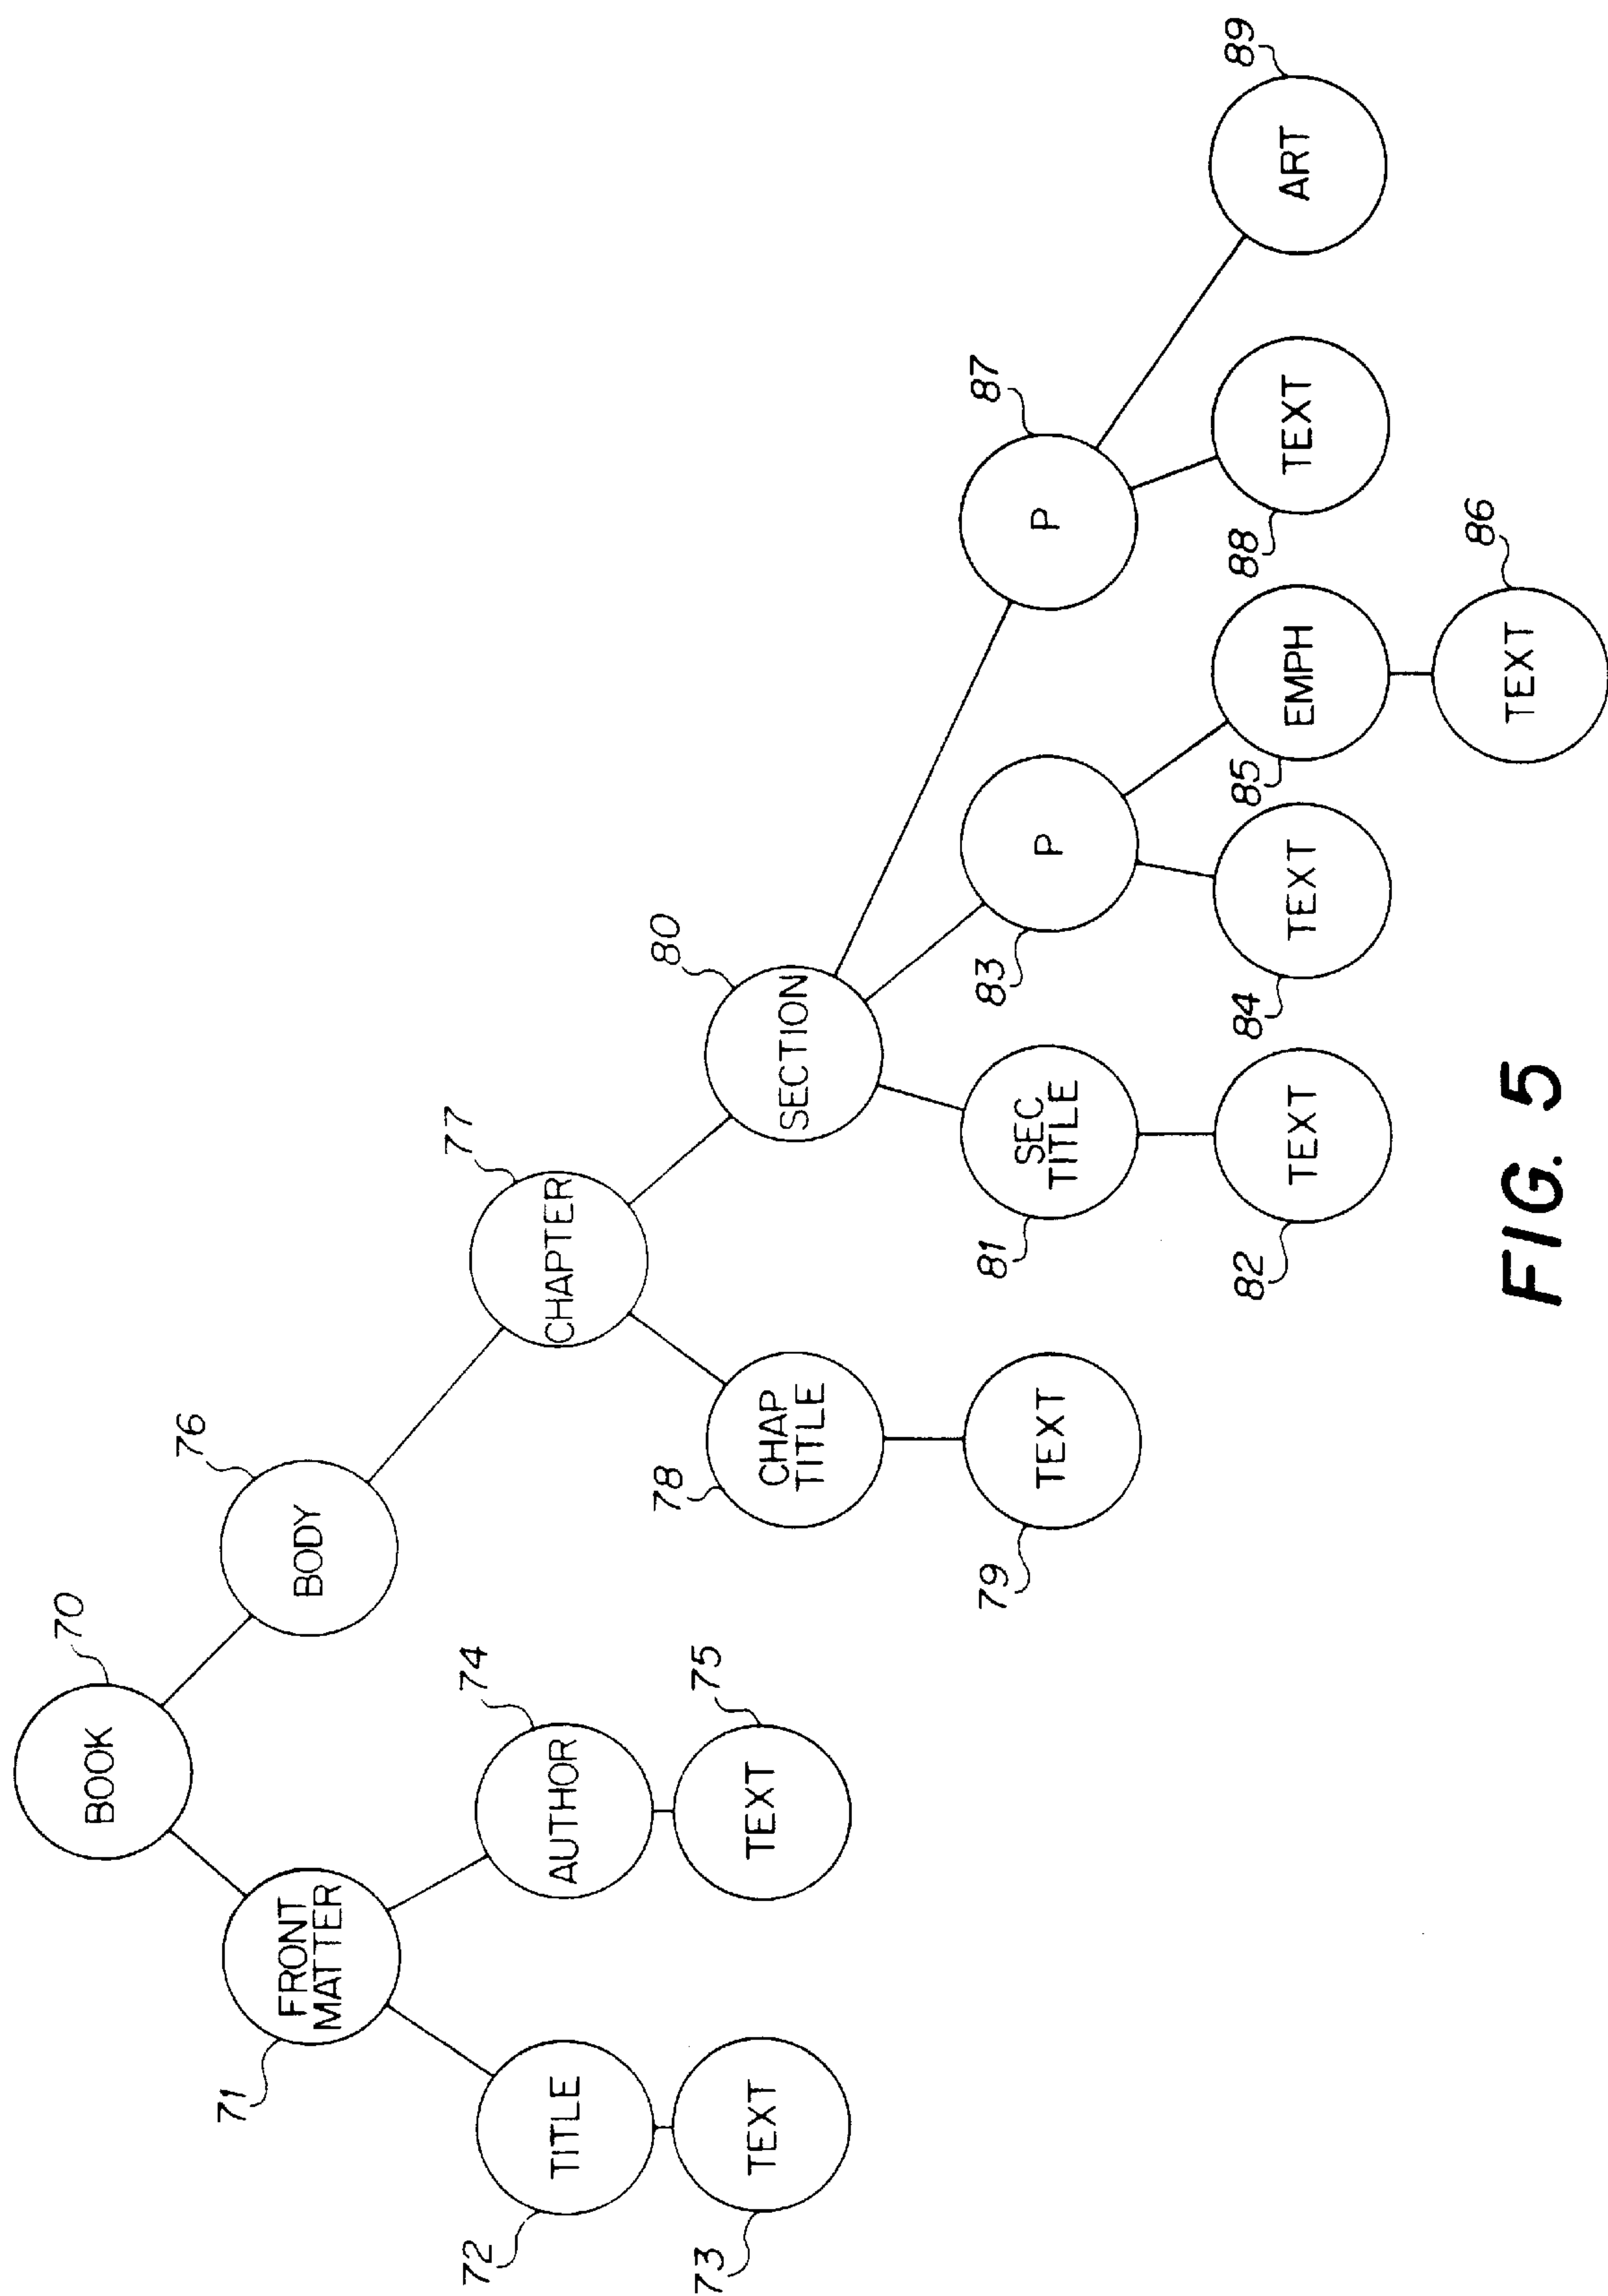 BOOK
70
FRONT
MATTER
71
BODY
76
TITLE
72
AUTHOR
74
CHAPTER
77
TEXT
73
TEXT
75
CHAP
TITLE
78
SECTION
80
TEXT
79
SEC
TITLE
81
P
83
P
87
TEXT
82
TEXT
84
EMPH
85
TEXT
88
ART
89
TEXT
86
FIG. 5